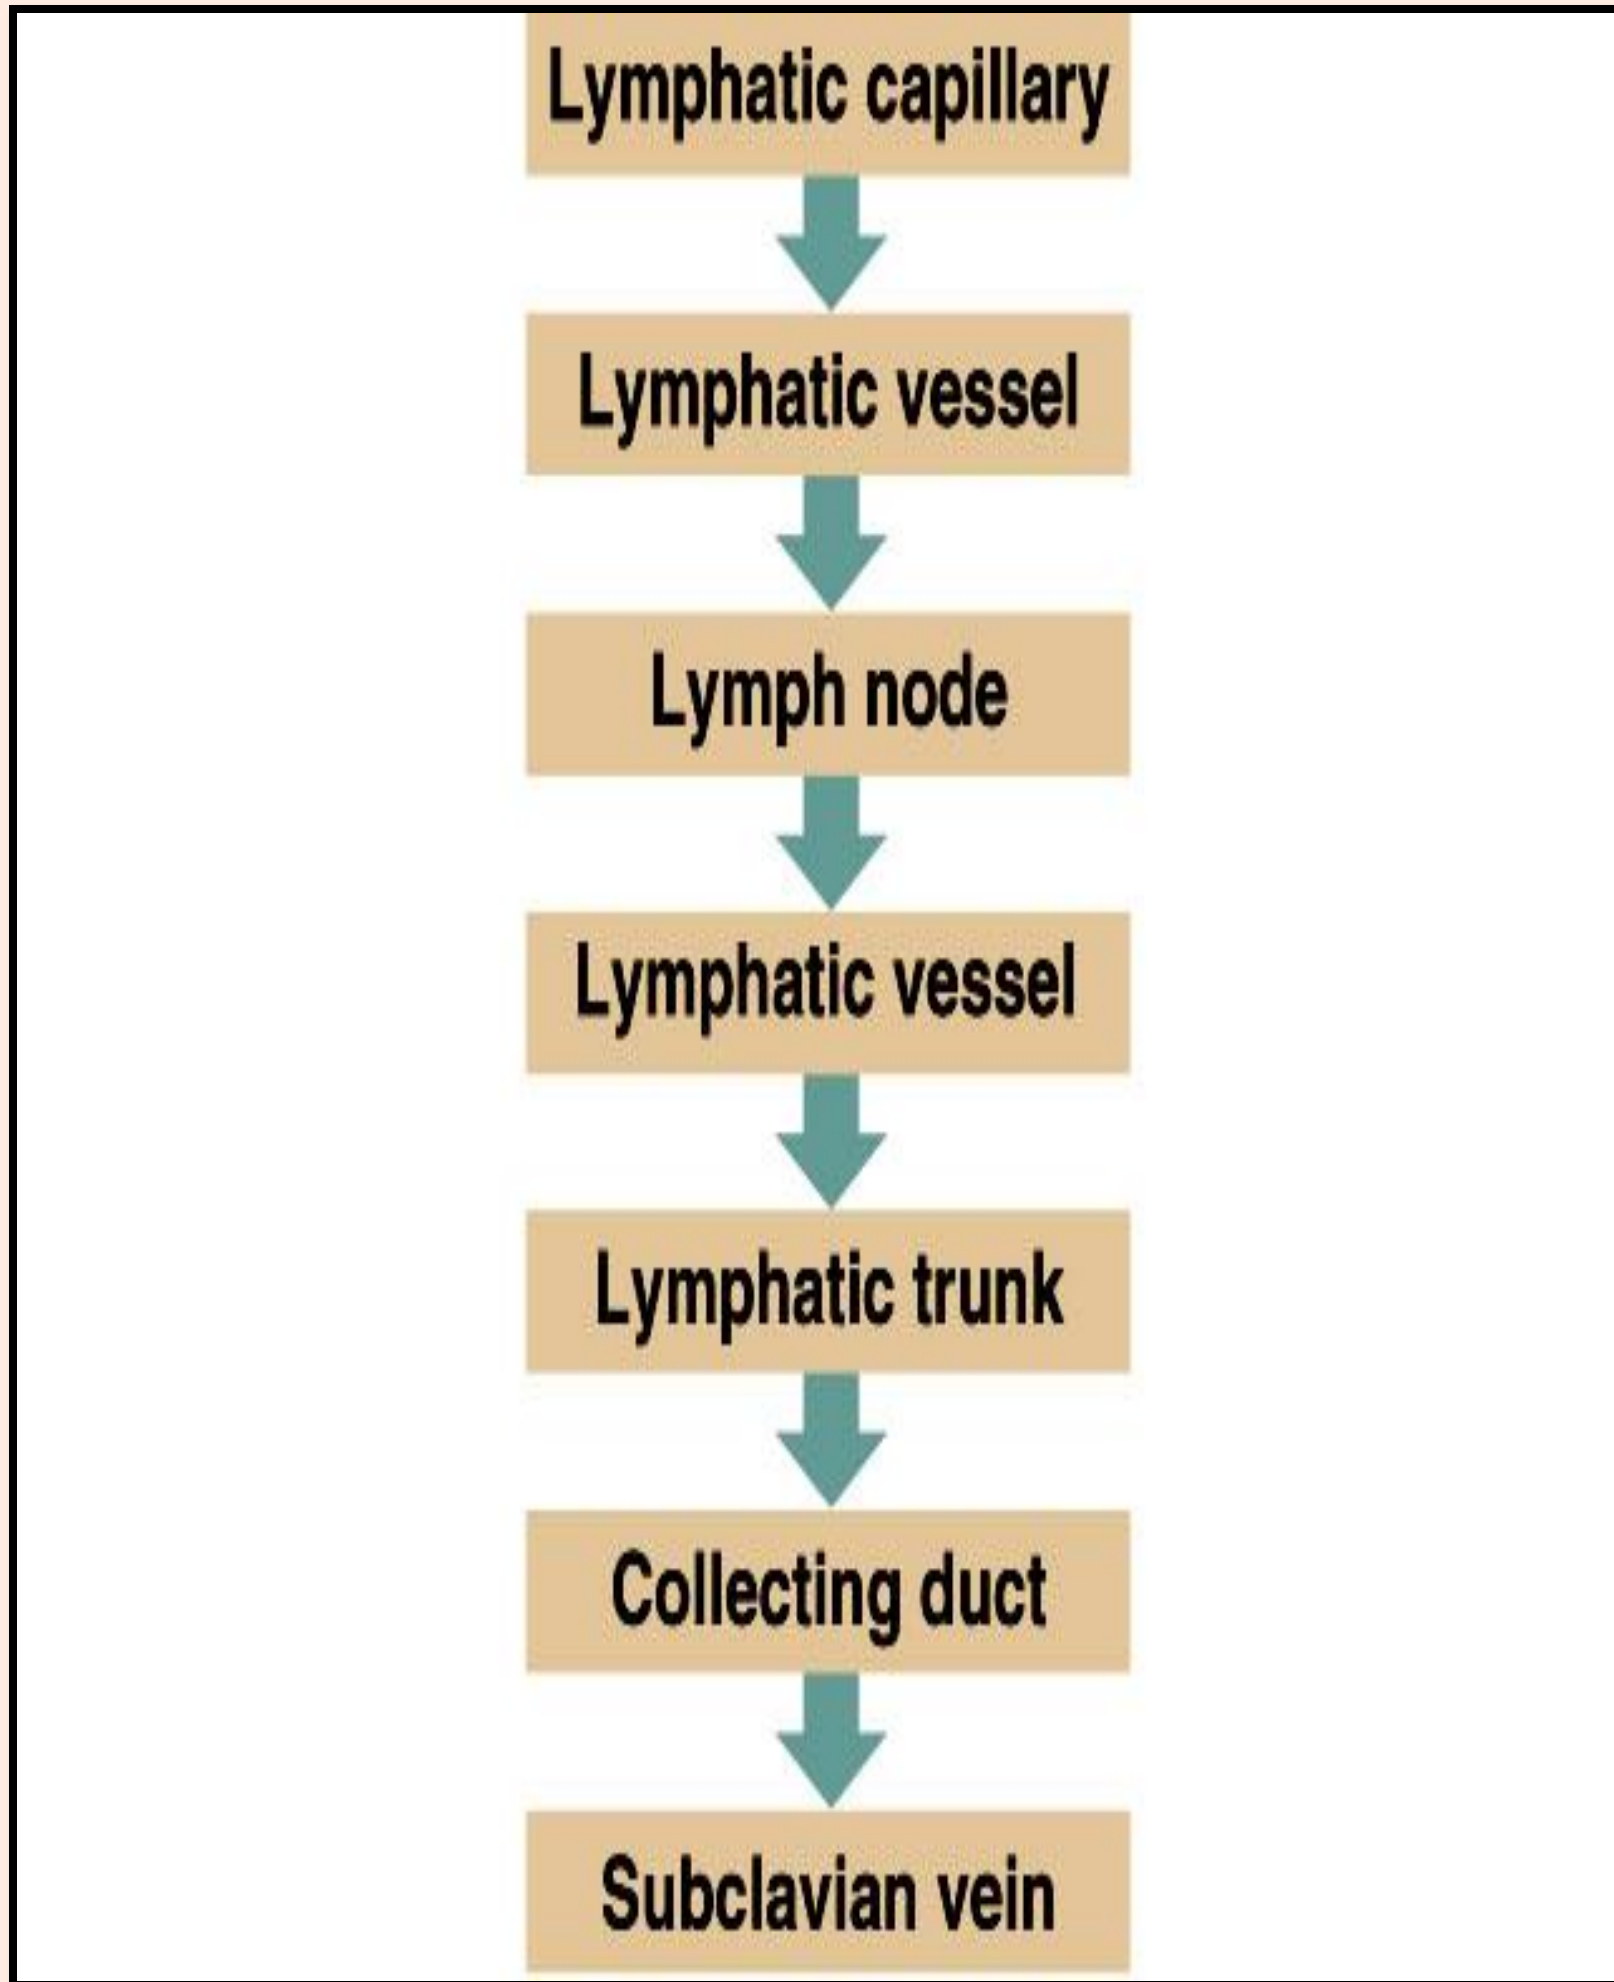 Lymphatic capillary
Lymphatic vessel
Lymph node
Lymphatic vessel
Lymphatic trunk
Collecting duct
Subclavian vein